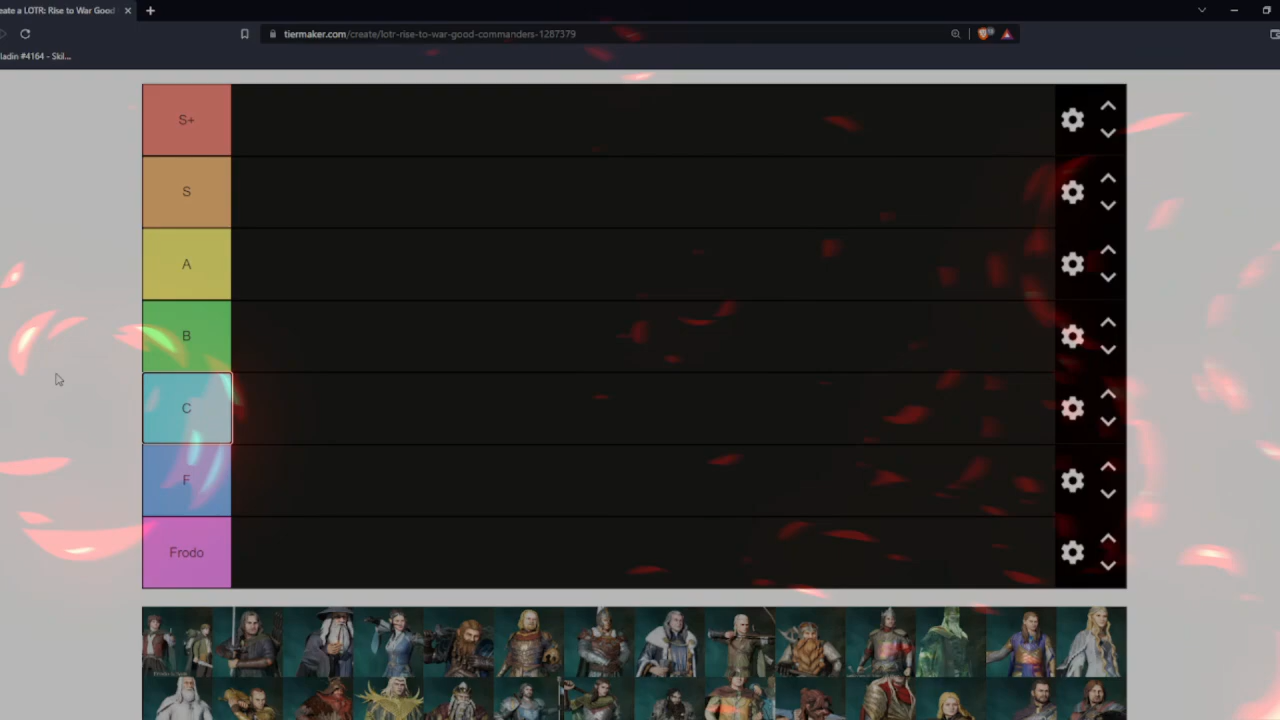 eate a LOTR: Rise to War Good
tiermaker.com/create/lotr-rise-to-war-good-commanders-1287379
ladin #4164 - Skil...
S+
S
A
B
C
F
Frodo